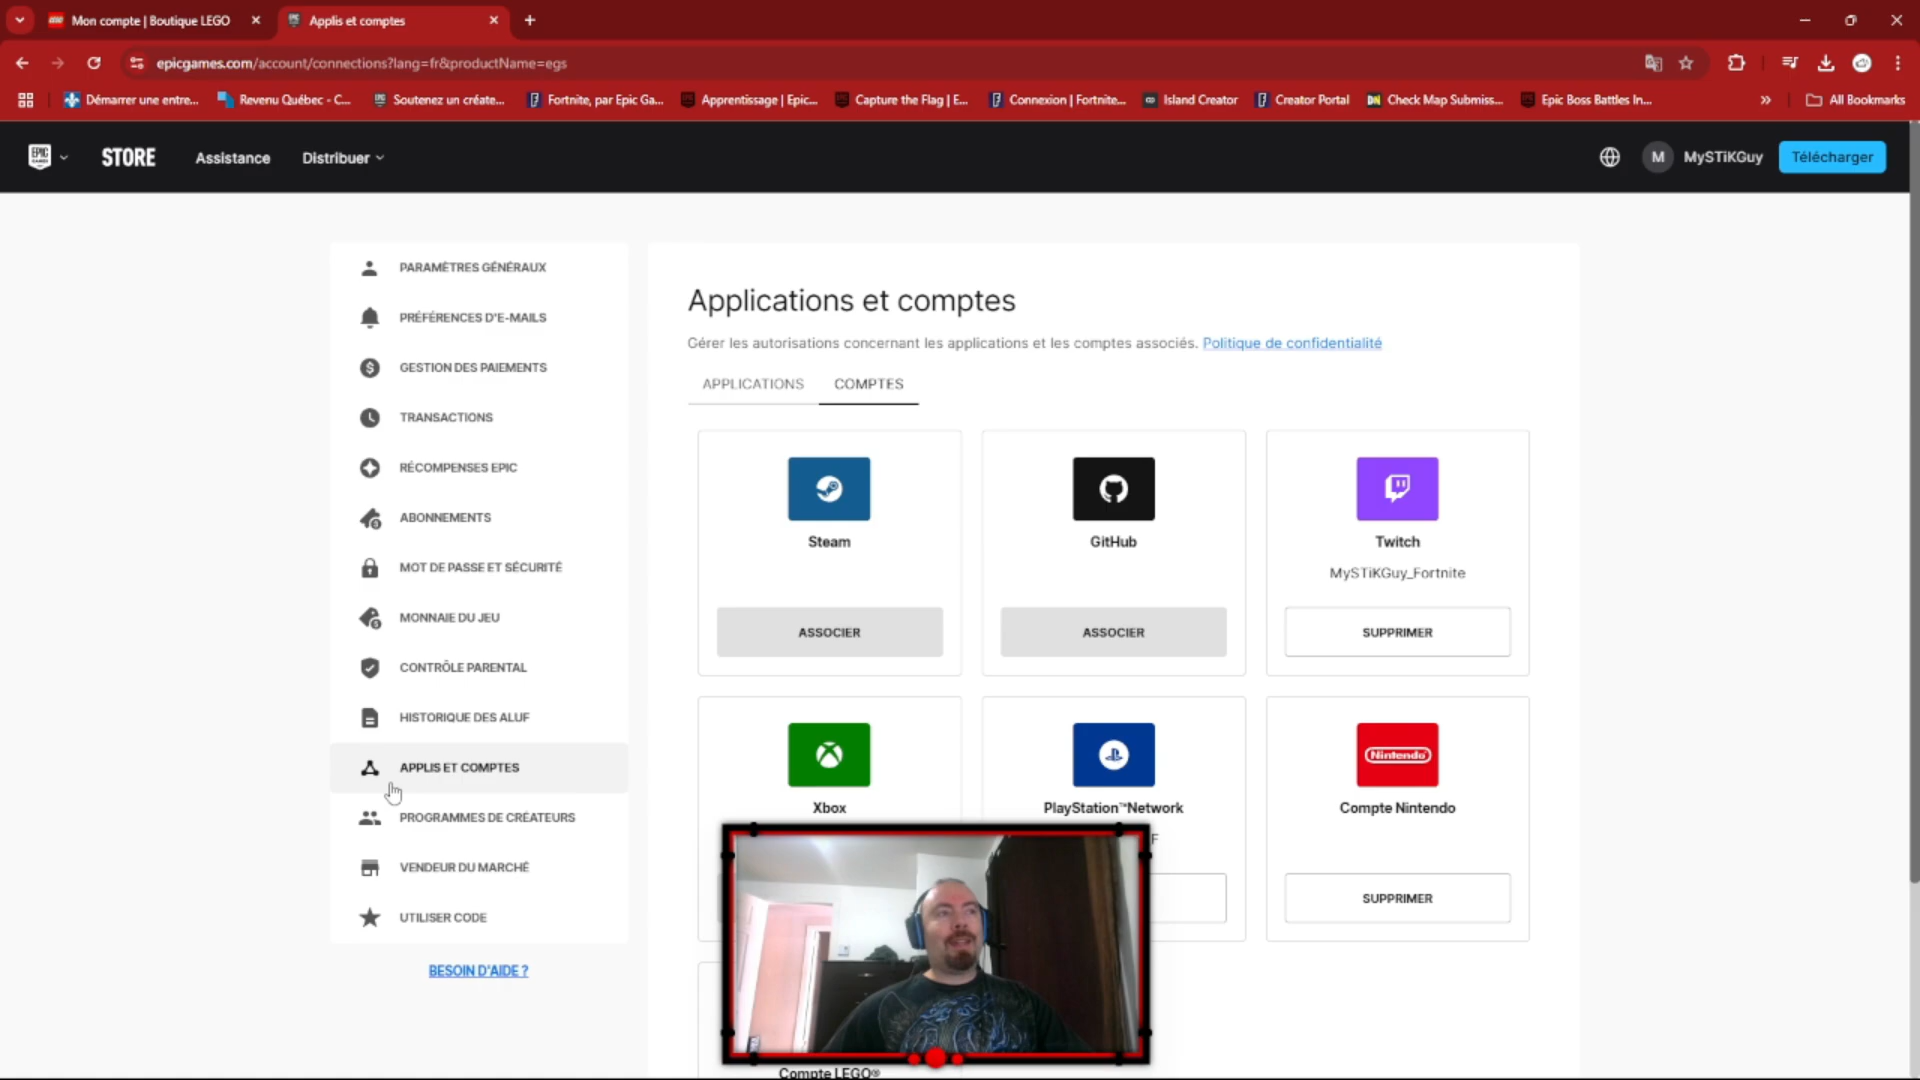 Mon compte | Boutique LEGO
Applis et comptes
epicgames.com/account/connections?lang=fr&productName=egs
Démarrer une entre...
Revenu Québec - C...
Soutenez un créate...
Fortnite, par Epic Ga...
Apprentissage | Epic...
Capture the Flag | E...
Connexion | Fortnite...
Island Creator
Creator Portal
Check Map Submiss...
Epic Boss Battles In...
All Bookmarks
EPIC GAMES
STORE
Assistance
Distribuer
M
MySTiKGuy
Télécharger
PARAMÈTRES GÉNÉRAUX
PRÉFÉRENCES D'E-MAILS
GESTION DES PAIEMENTS
TRANSACTIONS
RÉCOMPENSES EPIC
ABONNEMENTS
MOT DE PASSE ET SÉCURITÉ
MONNAIE DU JEU
CONTRÔLE PARENTAL
HISTORIQUE DES ALUF
APPLIS ET COMPTES
PROGRAMMES DE CRÉATEURS
VENDEUR DU MARCHÉ
UTILISER CODE
BESOIN D'AIDE ?
Applications et comptes
Gérer les autorisations concernant les applications et les comptes associés. Politique de confidentialité
APPLICATIONS
COMPTES
Steam
ASSOCIER
GitHub
ASSOCIER
Twitch
MySTiKGuy_Fortnite
SUPPRIMER
Xbox
PlayStation™Network
F
Nintendo
Compte Nintendo
SUPPRIMER
Compte LEGO®